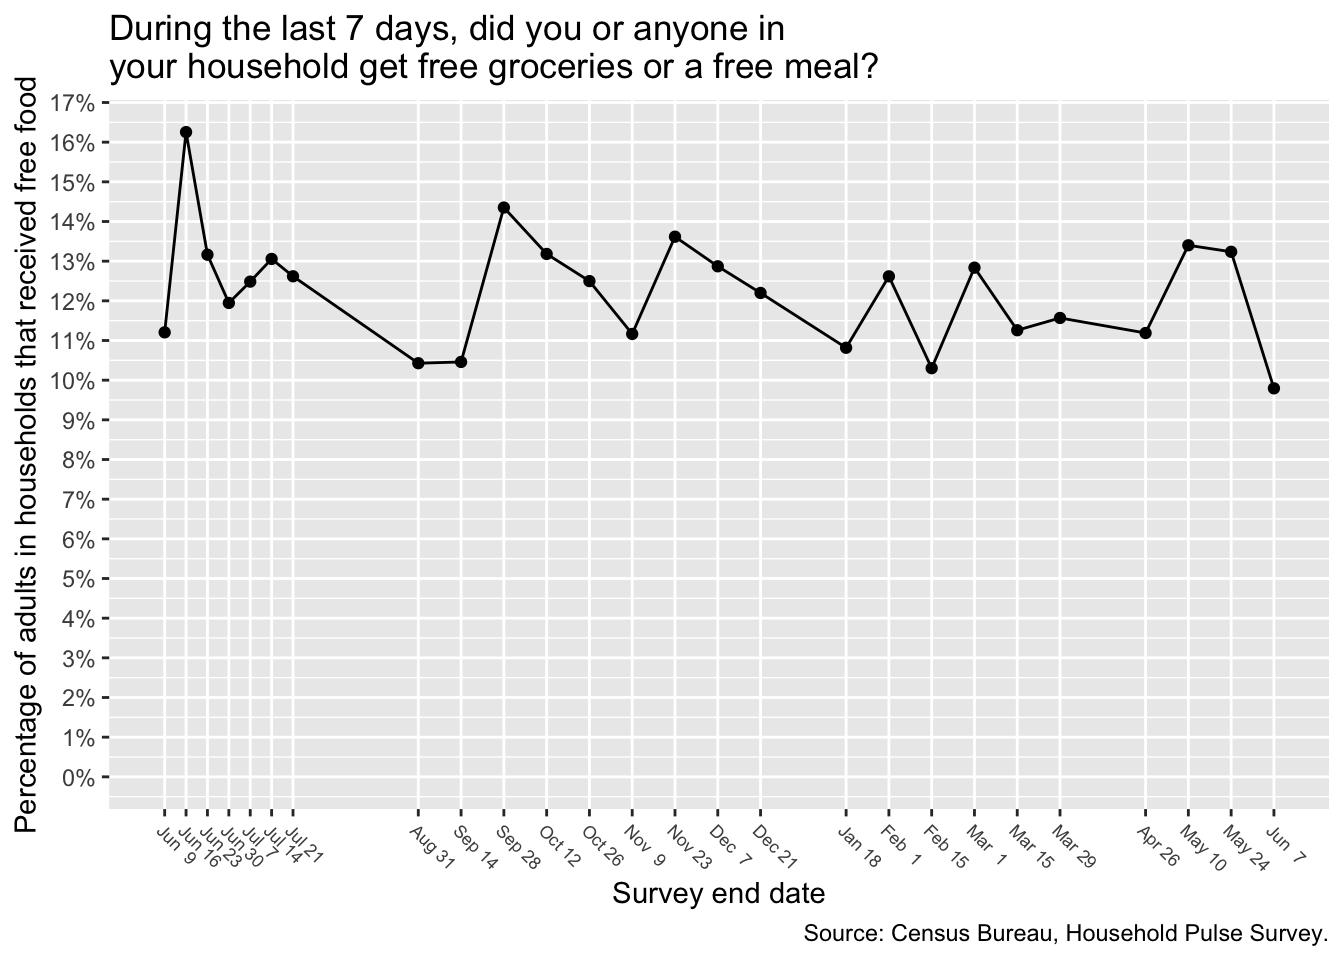 During the last 7 days, did you or anyone in
your household get free groceries or a free meal?
Percentage of adults in households that received free food
17%
16%
15%
14%
13%
12%
11%
10%
9%
8%
7%
6%
5%
4%
3%
2%
1%
0%
Jun 9
Jun 16
Jun 23
Jun 30
Jul 7
Jul 14
Jul 21
Aug 31
Sep 14
Sep 28
Oct 12
Oct 26
Nov 9
Nov 23
Dec 7
Dec 21
Jan 18
Feb 1
Feb 15
Mar 1
Mar 15
Mar 29
Apr 26
May 10
May 24
Jun 7
Survey end date
Source: Census Bureau, Household Pulse Survey.